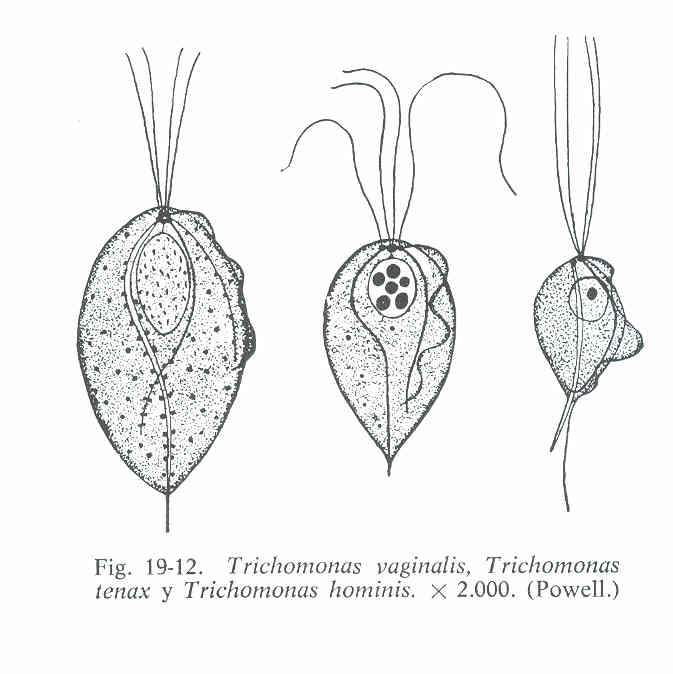 Fig. 19-12. Trichomonas vaginalis, Trichomonas
tenax y Trichomonas hominis. × 2.000. (Powell.)